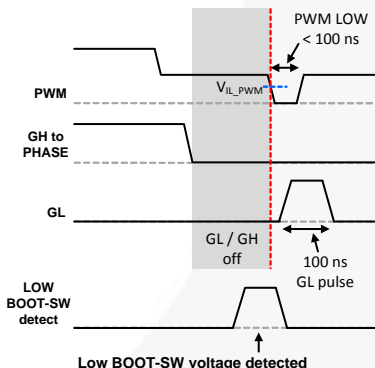 PWM LOW
< 100 ns
V_IL_PWM
PWM
GH to
PHASE
GL
GL / GH
off
100 ns
GL pulse
LOW
BOOT-SW
detect
Low BOOT-SW voltage detected